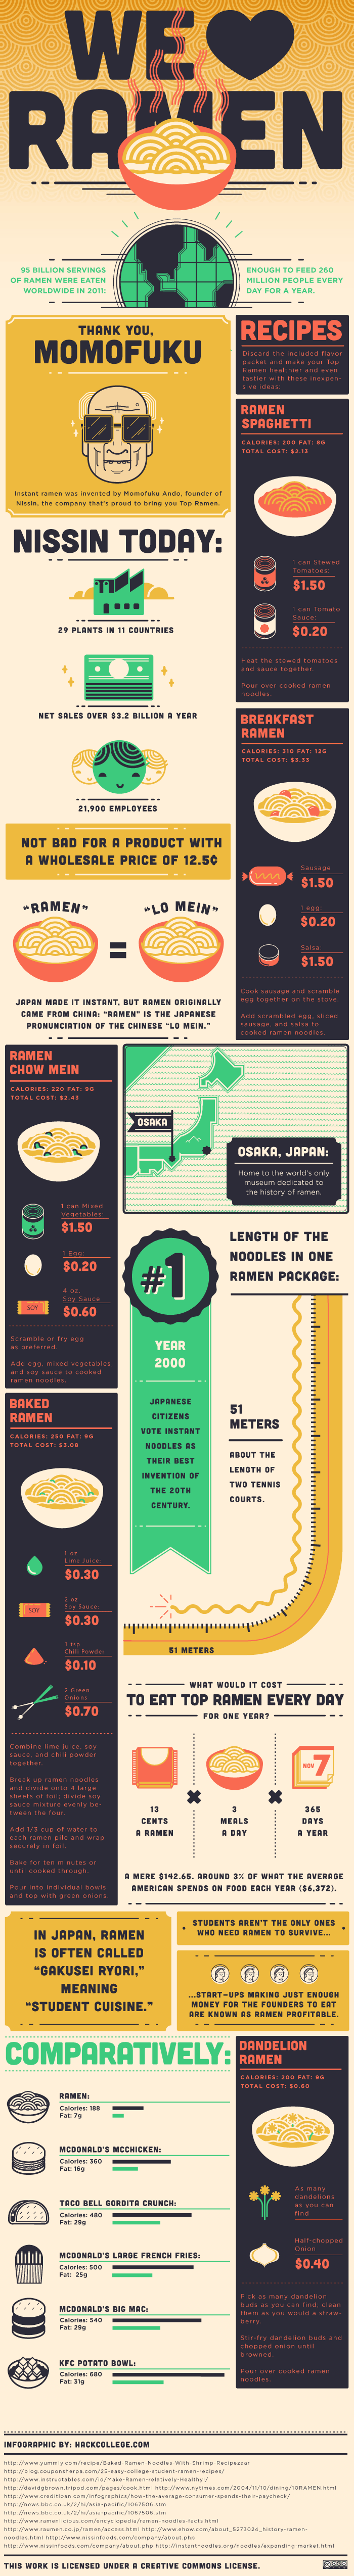 WE
RAMEN
95 BILLION SERVINGS
OF RAMEN WERE EATEN
WORLDWIDE IN 2011:
ENOUGH TO FEED 260
MILLION PEOPLE EVERY
DAY FOR A YEAR.
THANK YOU,
MOMOFUKU
Instant ramen was invented by Momofuku Ando, founder of
Nissin, the company that's proud to bring you Top Ramen.
NISSIN TODAY:
29 PLANTS IN 11 COUNTRIES
NET SALES OVER $3.2 BILLION A YEAR
21,900 EMPLOYEES
NOT BAD FOR A PRODUCT WITH
A WHOLESALE PRICE OF 12.5¢
"RAMEN"
"LO MEIN"
=
JAPAN MADE IT INSTANT, BUT RAMEN ORIGINALLY
CAME FROM CHINA: "RAMEN" IS THE JAPANESE
PRONUNCIATION OF THE CHINESE "LO MEIN."
RECIPES
Discard the included flavor
packet and make your Top
Ramen healthier and even
tastier with these inexpen-
sive ideas:
RAMEN
SPAGHETTI
CALORIES: 200 FAT: 8G
TOTAL COST: $2.13
1 can Stewed
Tomatoes:
$1.50
1 can Tomato
Sauce:
$0.20
Heat the stewed tomatoes
and sauce together.
Pour over cooked ramen
noodles.
BREAKFAST
RAMEN
CALORIES: 310 FAT: 12G
TOTAL COST: $3.33
Sausage:
$1.50
1 egg:
$0.20
Salsa:
$1.50
Cook sausage and scramble
egg together on the stove.
Add scrambled egg, sliced
sausage, and salsa to
cooked ramen noodles.
RAMEN
CHOW MEIN
CALORIES: 220 FAT: 9G
TOTAL COST: $2.43
1 can Mixed
Vegetables:
$1.50
1 Egg:
$0.20
4 oz.
Soy Sauce
SOY
$0.60
Scramble or fry egg
as preferred.
Add egg, mixed vegetables,
and soy sauce to cooked
ramen noodles.
OSAKA
OSAKA, JAPAN:
Home to the world's only
museum dedicated to
the history of ramen.
#1
YEAR
2000
JAPANESE
CITIZENS
VOTE INSTANT
NOODLES AS
THEIR BEST
INVENTION OF
THE 20TH
CENTURY.
LENGTH OF THE
NOODLES IN ONE
RAMEN PACKAGE:
51
METERS
ABOUT THE
LENGTH OF
TWO TENNIS
COURTS.
51 METERS
BAKED
RAMEN
CALORIES: 250 FAT: 9G
TOTAL COST: $3.08
1 oz
Lime Juice:
$0.30
2 oz
Soy Sauce:
SOY
$0.30
1 tsp
Chili Powder
$0.10
2 Green
Onions
$0.70
Combine lime juice, soy
sauce, and chili powder
together.
Break up ramen noodles
and divide onto 4 large
sheets of foil; divide soy
sauce mixture evenly be-
tween the four.
Add 1/3 cup of water to
each ramen pile and wrap
securely in foil.
Bake for ten minutes or
until cooked through.
Pour into individual bowls
and top with green onions.
WHAT WOULD IT COST
TO EAT TOP RAMEN EVERY DAY
FOR ONE YEAR?
NOV 7
13
CENTS
A RAMEN
3
MEALS
A DAY
365
DAYS
A YEAR
A MERE $142.65. AROUND 3% OF WHAT THE AVERAGE
AMERICAN SPENDS ON FOOD EACH YEAR ($6,372).
IN JAPAN, RAMEN
IS OFTEN CALLED
"GAKUSEI RYORI,"
MEANING
"STUDENT CUISINE."
STUDENTS AREN'T THE ONLY ONES
WHO NEED RAMEN TO SURVIVE...
...START-UPS MAKING JUST ENOUGH
MONEY FOR THE FOUNDERS TO EAT
ARE KNOWN AS RAMEN PROFITABLE.
COMPARATIVELY:
RAMEN:
Calories: 188
Fat: 7g
MCDONALD'S MCCHICKEN:
Calories: 360
Fat: 16g
TACO BELL GORDITA CRUNCH:
Calories: 480
Fat: 29g
MCDONALD'S LARGE FRENCH FRIES:
Calories: 500
Fat: 25g
MCDONALD'S BIG MAC:
Calories: 540
Fat: 29g
KFC POTATO BOWL:
Calories: 680
Fat: 31g
DANDELION
RAMEN
CALORIES: 200 FAT: 9G
TOTAL COST: $0.60
As many
dandelions
as you can
find
Half-chopped
Onion
$0.40
Pick as many dandelion
buds as you can find, clean
them as you would a straw-
berry.
Stir-fry dandelion buds and
chopped onion until
browned.
Pour over cooked ramen
noodles.
INFOGRAPHIC BY: HACKCOLLEGE.COM
http://www.yummly.com/recipe/Baked-Ramen-Noodles-With-Shrimp-Recipezaar
http://blog.couponsherpa.com/25-easy-college-student-ramen-recipes/
http://www.instructables.com/id/Make-Ramen-relatively-Healthy!/
http://davidgbrown.tripod.com/pages/cook.html http://www.nytimes.com/2004/11/10/dining/10RAMEN.html
http://www.creditloan.com/infographics/how-the-average-consumer-spends-their-paycheck/
http://news.bbc.co.uk/2/hi/asia-pacific/1067506.stm
http://news.bbc.co.uk/2/hi/asia-pacific/1067506.stm
http://www.ramenlicious.com/encyclopedia/ramen-noodles-facts.html
http://www.raumen.co.jp/ramen/access.html http://www.ehow.com/about_5273024_history-ramen-
noodles.html http://www.nissinfoods.com/company/about.php
http://www.nissinfoods.com/company/about.php http://instantnoodles.org/noodles/expanding-market.html
THIS WORK IS LICENSED UNDER A CREATIVE COMMONS LICENSE.